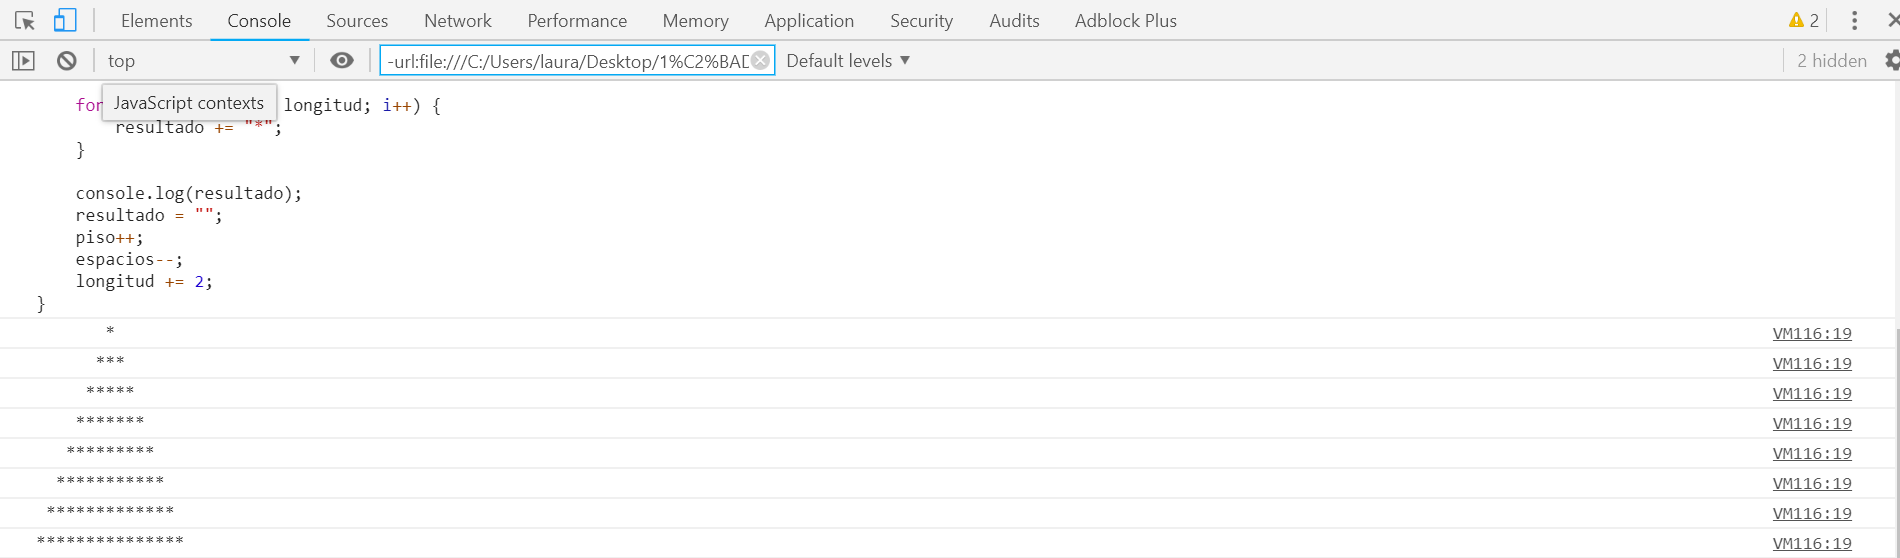 Elements Console Sources Network Performance Memory Application Security Audits Adblock Plus 2
top -url:file:///C:/Users/laura/Desktop/1%C2%BAD Default levels 2 hidden
JavaScript contexts
for longitud; i++) {
resultado += "*";
}
console.log(resultado);
resultado = "";
piso++;
espacios--;
longitud += 2;
}
* VM116:19
*** VM116:19
***** VM116:19
******* VM116:19
********* VM116:19
*********** VM116:19
************* VM116:19
*************** VM116:19